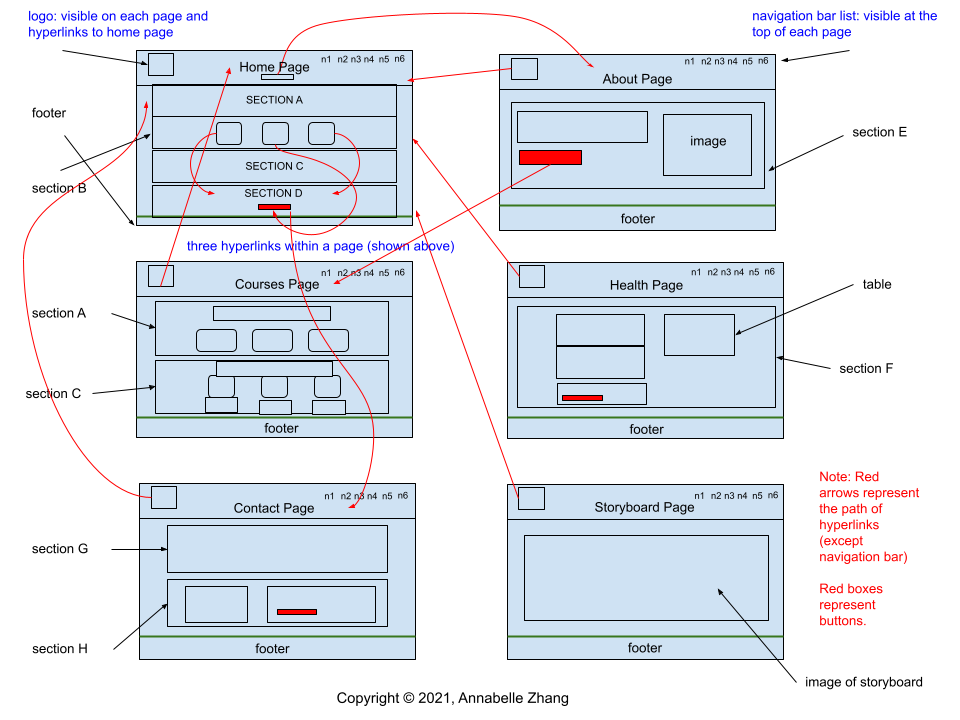 logo: visible on each page and
hyperlinks to home page
navigation bar list: visible at the
top of each page
n1 n2 n3 n4 n5 n6
Home Page
SECTION A
SECTION C
SECTION D
footer
section B
n1 n2 n3 n4 n5 n6
About Page
image
footer
section E
three hyperlinks within a page (shown above)
n1 n2 n3 n4 n5 n6
Courses Page
footer
section A
section C
n1 n2 n3 n4 n5 n6
Health Page
footer
table
section F
n1 n2 n3 n4 n5 n6
Contact Page
footer
section G
section H
n1 n2 n3 n4 n5 n6
Storyboard Page
footer
Note: Red
arrows represent
the path of
hyperlinks
(except
navigation bar)
Red boxes
represent
buttons.
image of storyboard
Copyright © 2021, Annabelle Zhang